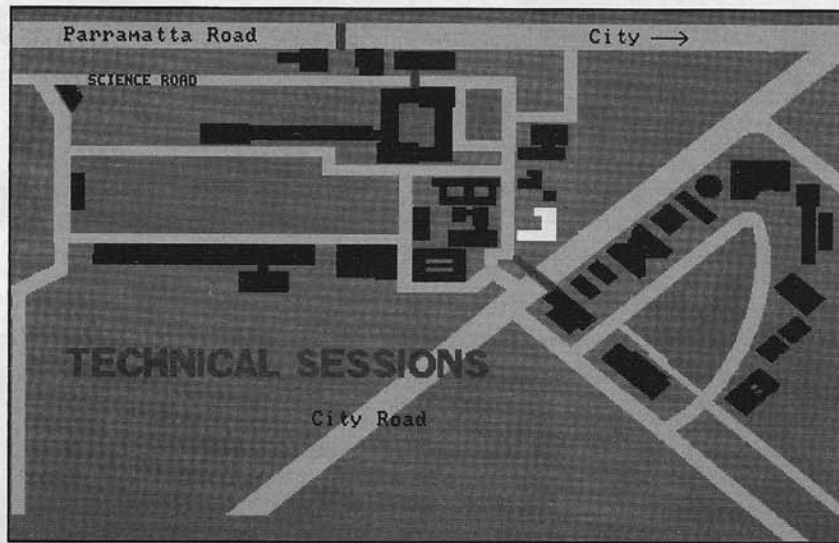 Parramatta Road
City →
SCIENCE ROAD
TECHNICAL SESSIONS
City Road